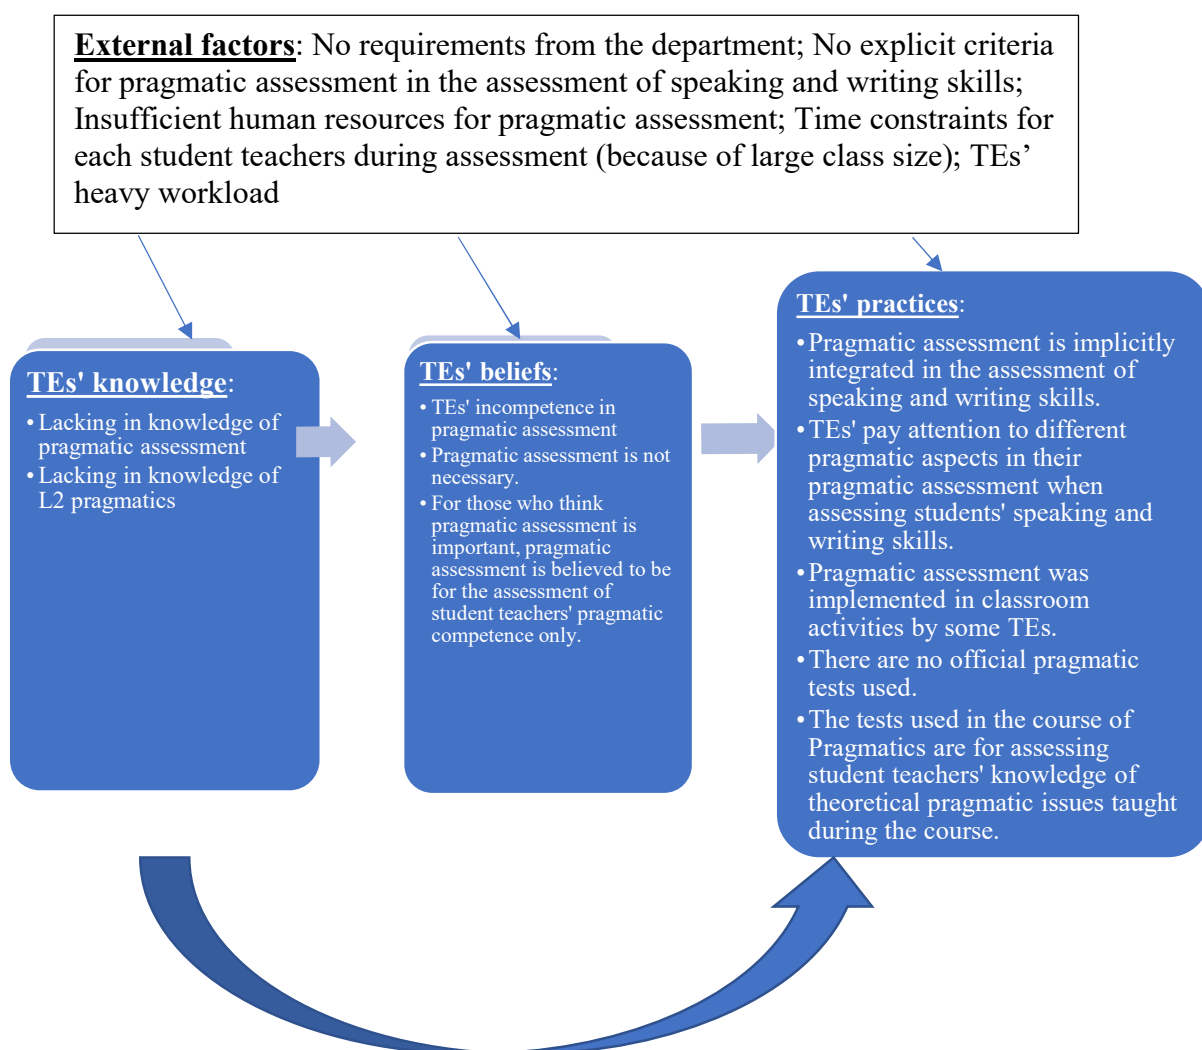 External factors: No requirements from the department; No explicit criteria
for pragmatic assessment in the assessment of speaking and writing skills;
Insufficient human resources for pragmatic assessment; Time constraints for
each student teachers during assessment (because of large class size); TEs’
heavy workload
TEs' knowledge:
• Lacking in knowledge of
pragmatic assessment
• Lacking in knowledge of
L2 pragmatics
TEs' beliefs:
• TEs' incompetence in
pragmatic assessment
• Pragmatic assessment is not
necessary.
• For those who think
pragmatic assessment is
important, pragmatic
assessment is believed to be
for the assessment of
student teachers' pragmatic
competence only.
TEs' practices:
• Pragmatic assessment is implicitly
integrated in the assessment of
speaking and writing skills.
• TEs' pay attention to different
pragmatic aspects in their
pragmatic assessment when
assessing students' speaking and
writing skills.
• Pragmatic assessment was
implemented in classroom
activities by some TEs.
• There are no official pragmatic
tests used.
• The tests used in the course of
Pragmatics are for assessing
student teachers' knowledge of
theoretical pragmatic issues taught
during the course.